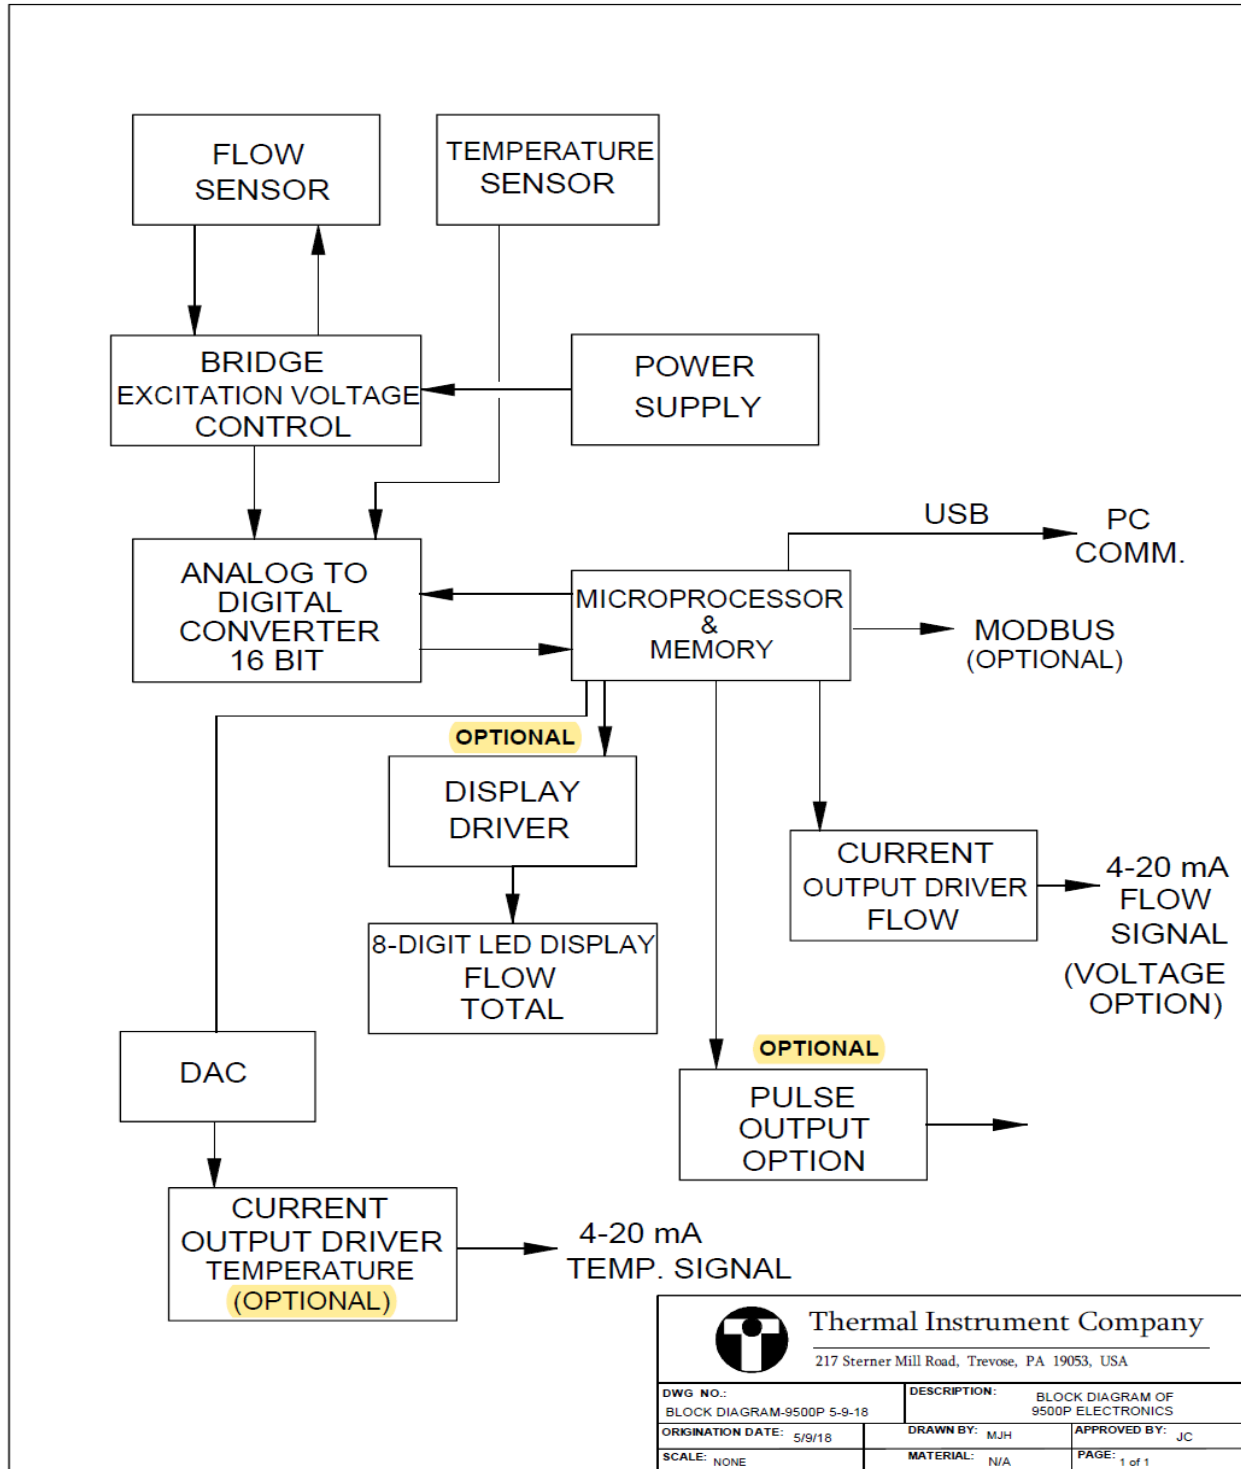 FLOW
SENSOR
TEMPERATURE
SENSOR
BRIDGE
EXCITATION VOLTAGE
CONTROL
POWER
SUPPLY
USB
PC
COMM.
ANALOG TO
DIGITAL
CONVERTER
16 BIT
MICROPROCESSOR
&
MEMORY
MODBUS
(OPTIONAL)
OPTIONAL
DISPLAY
DRIVER
CURRENT
OUTPUT DRIVER
FLOW
4-20 mA
FLOW
SIGNAL
(VOLTAGE
OPTION)
8-DIGIT LED DISPLAY
FLOW
TOTAL
DAC
OPTIONAL
PULSE
OUTPUT
OPTION
CURRENT
OUTPUT DRIVER
TEMPERATURE
(OPTIONAL)
4-20 mA
TEMP. SIGNAL
Thermal Instrument Company
217 Sterner Mill Road, Trevose, PA 19053, USA
DWG NO.:
BLOCK DIAGRAM-9500P 5-9-18
DESCRIPTION:
BLOCK DIAGRAM OF
9500P ELECTRONICS
ORIGINATION DATE: 5/9/18
DRAWN BY: MJH
APPROVED BY: JC
SCALE: NONE
MATERIAL: N/A
PAGE: 1 of 1